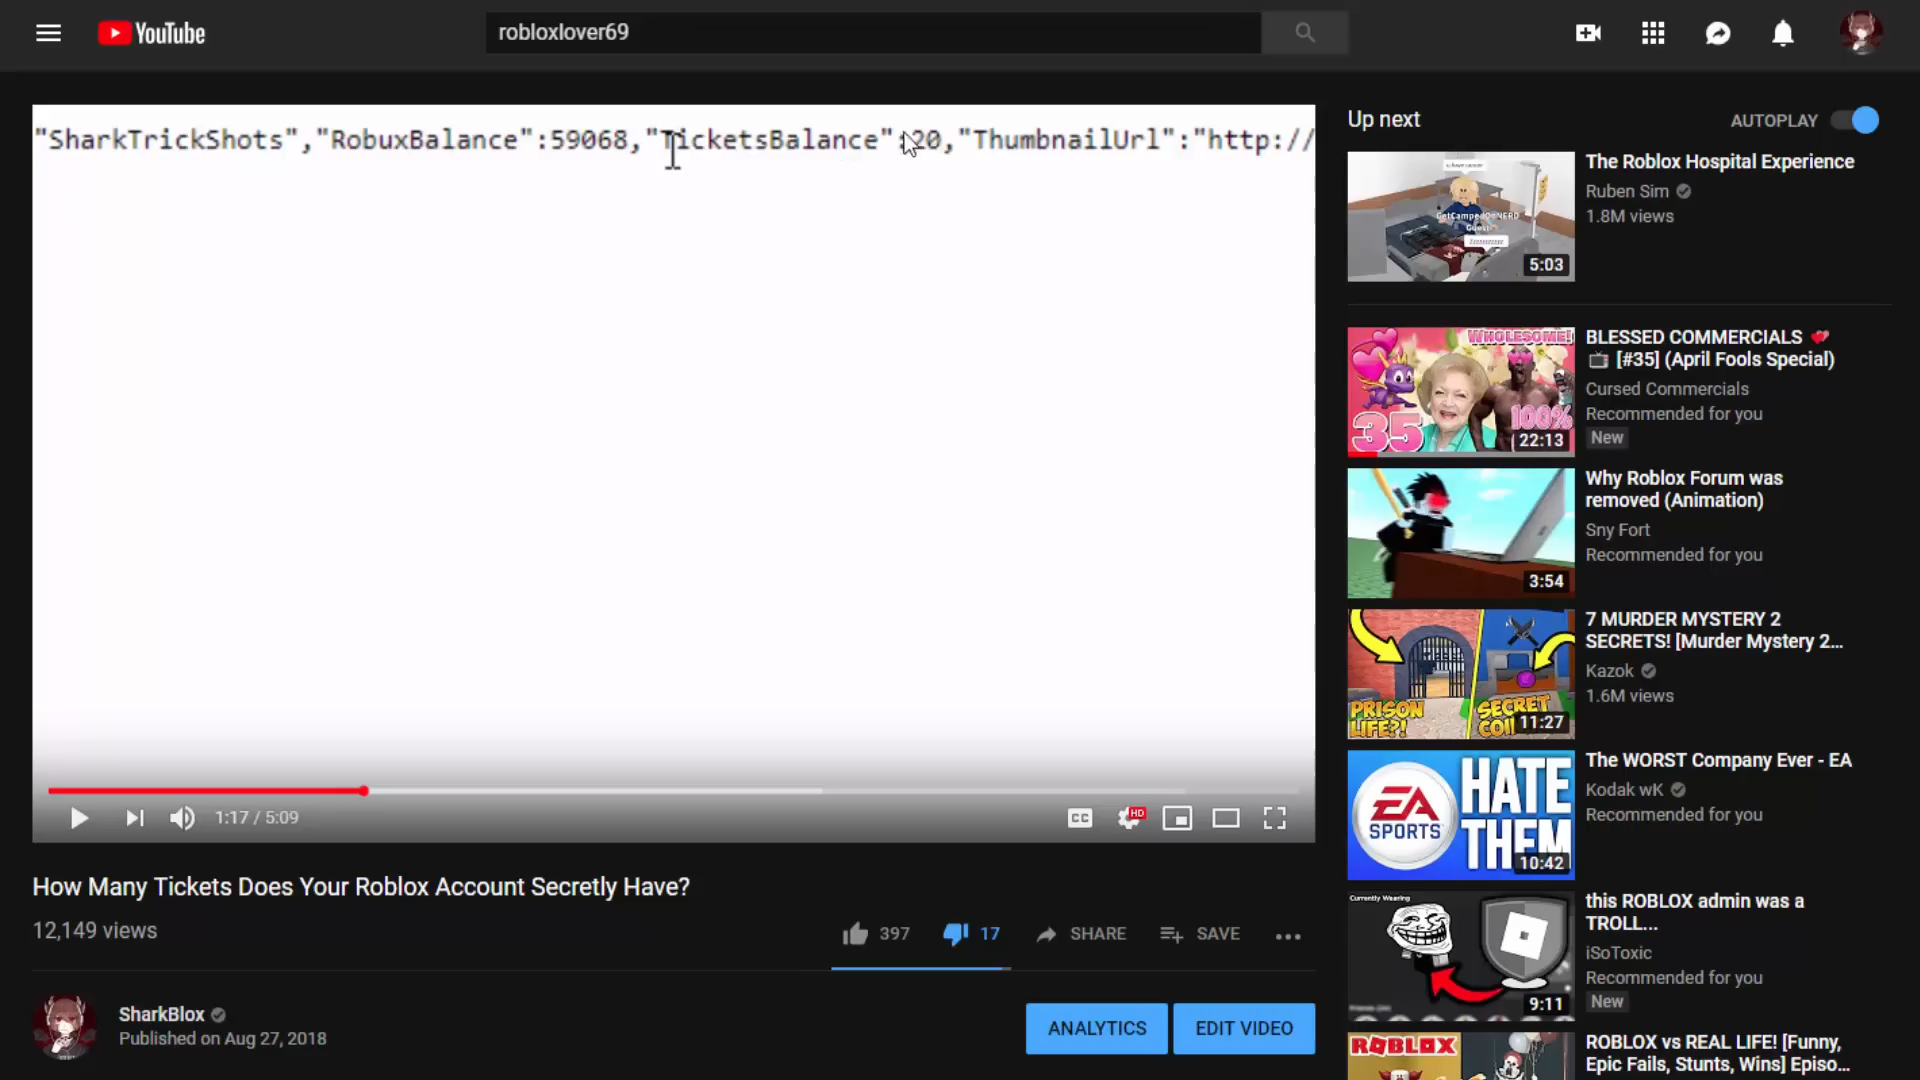 YouTube
robloxlover69
"SharkTrickShots","RobuxBalance":59068,"TicketsBalance":20,"ThumbnailUrl":"http://
1:17 / 5:09
CC
HD
How Many Tickets Does Your Roblox Account Secretly Have?
12,149 views
397
17
SHARE
SAVE
SharkBlox
Published on Aug 27, 2018
ANALYTICS
EDIT VIDEO
Up next
AUTOPLAY
5:03
The Roblox Hospital Experience
Ruben Sim
1.8M views
WHOLESOME!
35
100%
22:13
BLESSED COMMERCIALS 💕
📺 [#35] (April Fools Special)
Cursed Commercials
Recommended for you
New
3:54
Why Roblox Forum was
removed (Animation)
Sny Fort
Recommended for you
PRISON
LIFE?!
SECRET
11:27
7 MURDER MYSTERY 2
SECRETS! [Murder Mystery 2...
Kazok
1.6M views
EA
SPORTS
HATE
THEM
10:42
The WORST Company Ever - EA
Kodak wK
Recommended for you
Currently Wearing
9:11
this ROBLOX admin was a
TROLL...
iSoToxic
Recommended for you
New
ROBLOX
ROBLOX vs REAL LIFE! [Funny,
Epic Fails, Stunts, Wins] Episo...